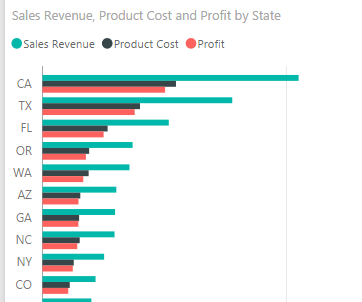 Sales Revenue, Product Cost and Profit by State
Sales Revenue Product Cost Profit
CA
TX
FL
OR
WA
AZ
GA
NC
NY
CO